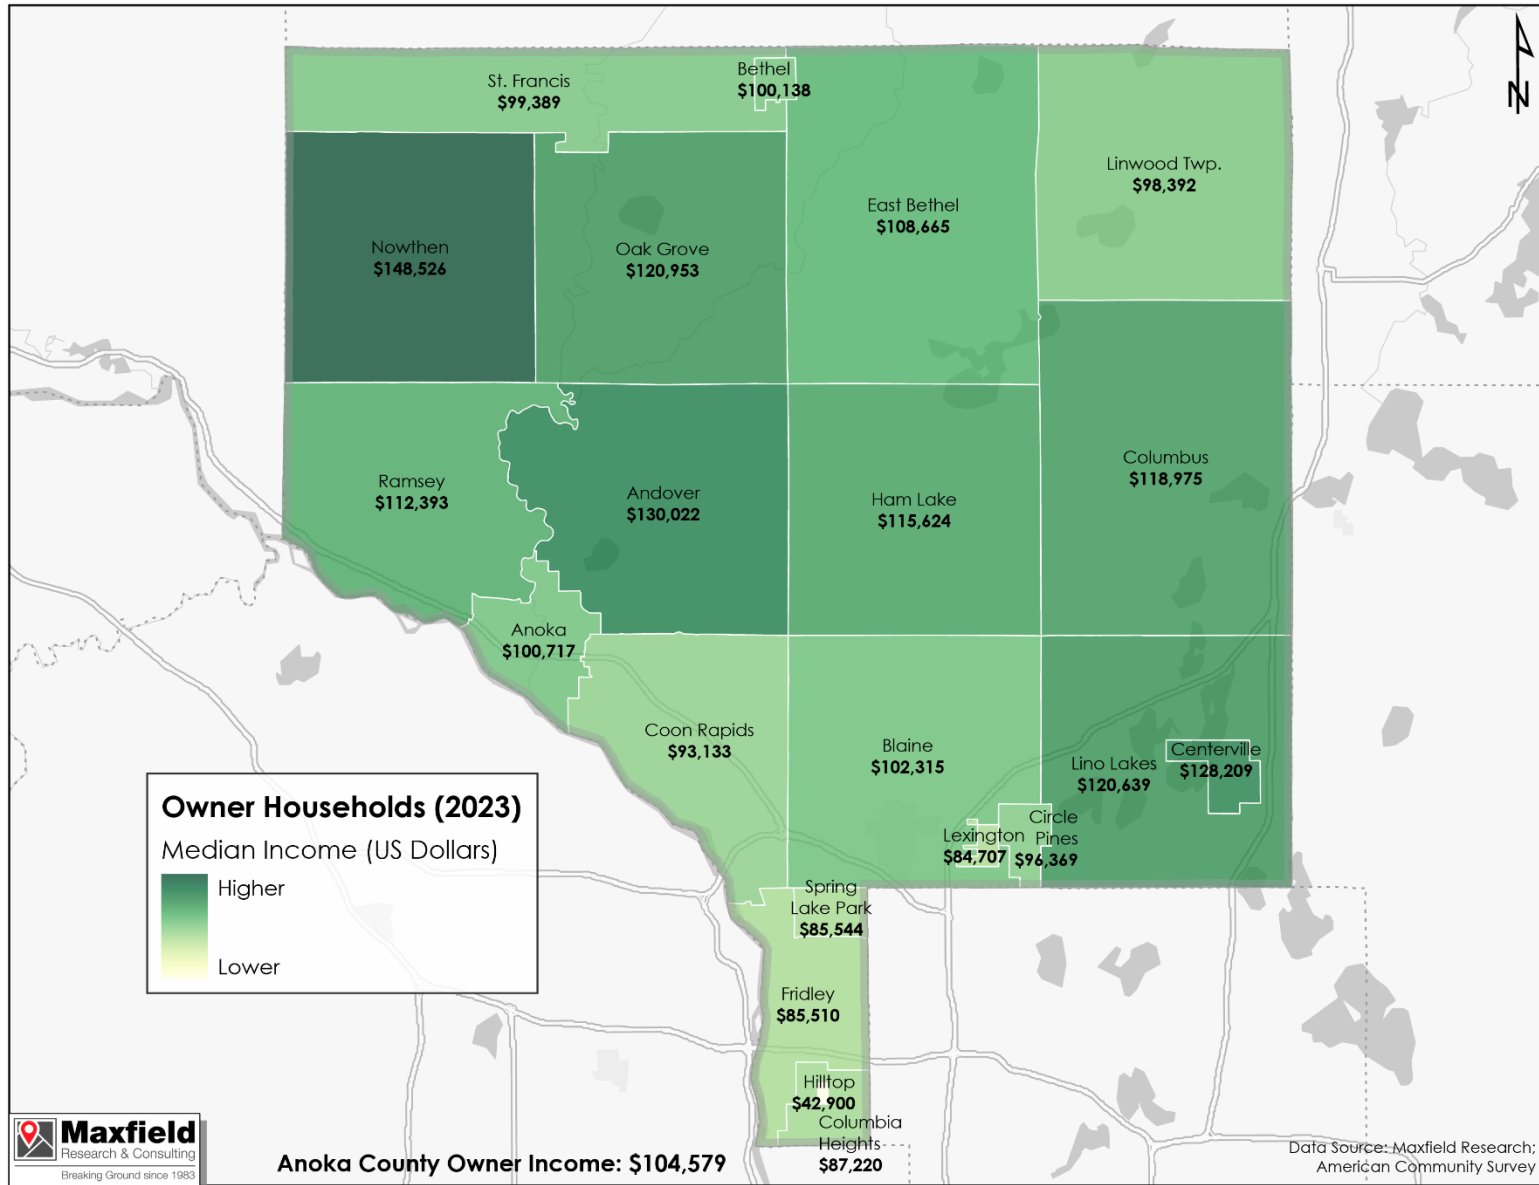 St. Francis
$99,389
Bethel
$100,138
N
Linwood Twp.
$98,392
East Bethel
$108,665
Nowthen
$148,526
Oak Grove
$120,953
Columbus
$118,975
Ramsey
$112,393
Andover
$130,022
Ham Lake
$115,624
Anoka
$100,717
Coon Rapids
$93,133
Blaine
$102,315
Lino Lakes
$120,639
Centerville
$128,209
Circle
Pines
$96,369
Lexington
$84,707
Spring
Lake Park
$85,544
Fridley
$85,510
Hilltop
$42,900
Columbia
Heights
$87,220
Owner Households (2023)
Median Income (US Dollars)
Higher
Lower
Maxfield
Research & Consulting
Breaking Ground since 1983
Anoka County Owner Income: $104,579
Data Source: Maxfield Research;
American Community Survey